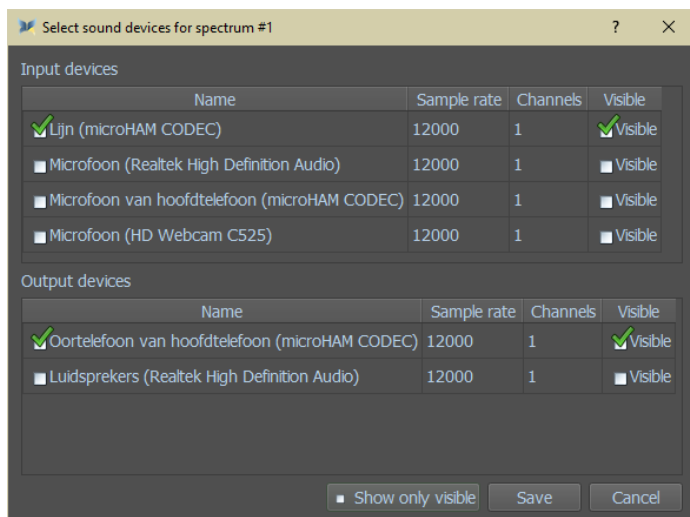 Select sound devices for spectrum #1 ? ×
Input devices
Name Sample rate Channels Visible
Lijn (microHAM CODEC) 12000 1 Visible
Microfoon (Realtek High Definition Audio) 12000 1 Visible
Microfoon van hoofdtelefoon (microHAM CODEC) 12000 1 Visible
Microfoon (HD Webcam C525) 12000 1 Visible
Output devices
Name Sample rate Channels Visible
Oortelefoon van hoofdtelefoon (microHAM CODEC) 12000 1 Visible
Luidsprekers (Realtek High Definition Audio) 12000 1 Visible
Show only visible Save Cancel